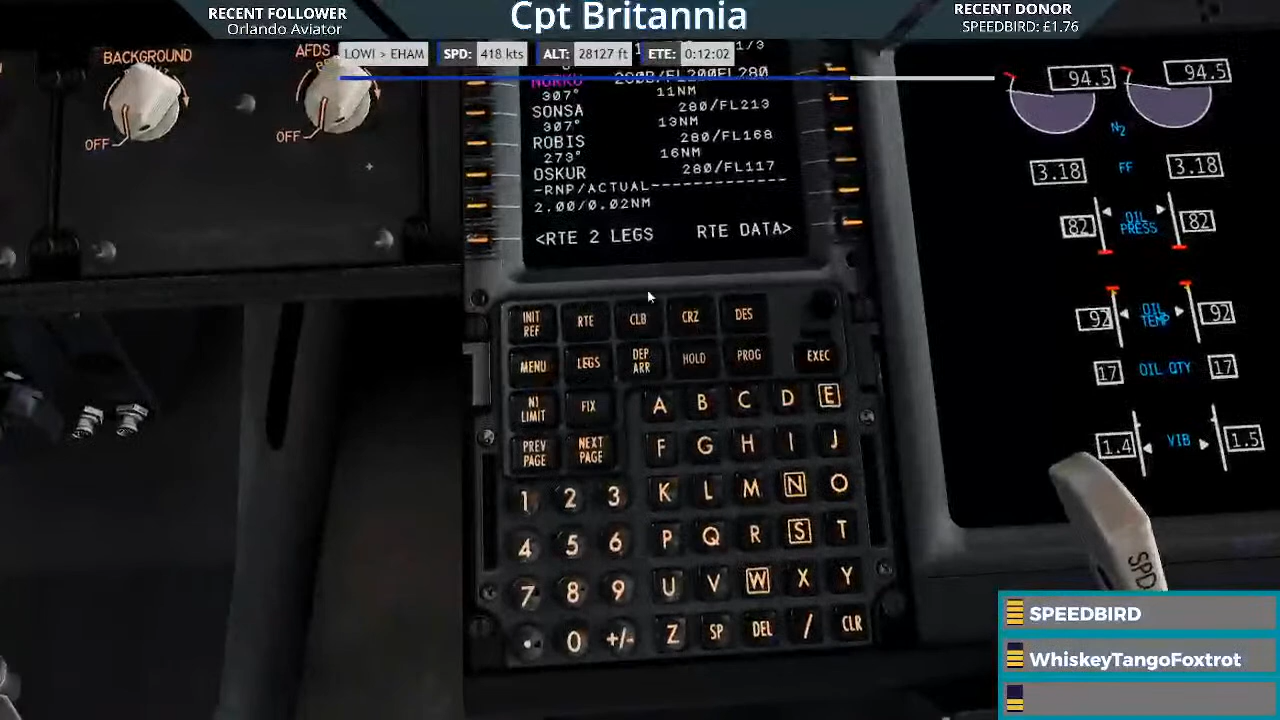 RECENT FOLLOWER
Orlando Aviator
Cpt Britannia
RECENT DONOR
SPEEDBIRD: £1.76
LOWI > EHAM
SPD: 418 kts
ALT: 28127 ft
ETE: 0:12:02
BACKGROUND
OFF
AFDS
OFF
1/3
NORKU 280B/FL200FL280
307° 11NM
SONSA 280/FL213
307° 13NM
ROBIS 280/FL168
273° 16NM
OSKUR 280/FL117
-RNP/ACTUAL-------------
2.00/0.02NM
<RTE 2 LEGS RTE DATA>
INIT REF
RTE
CLB
CRZ
DES
MENU
LEGS
DEP ARR
HOLD
PROG
EXEC
N1 LIMIT
FIX
PREV PAGE
NEXT PAGE
A B C D E
F G H I J
K L M N O
P Q R S T
U V W X Y
Z SP DEL / CLR
1 2 3
4 5 6
7 8 9
. 0 +/-
94.5 94.5
N2
3.18 FF 3.18
82 OIL PRESS 82
92 OIL TEMP 92
17 OIL QTY 17
1.4 VIB 1.5
SPD
SPEEDBIRD
WhiskeyTangoFoxtrot